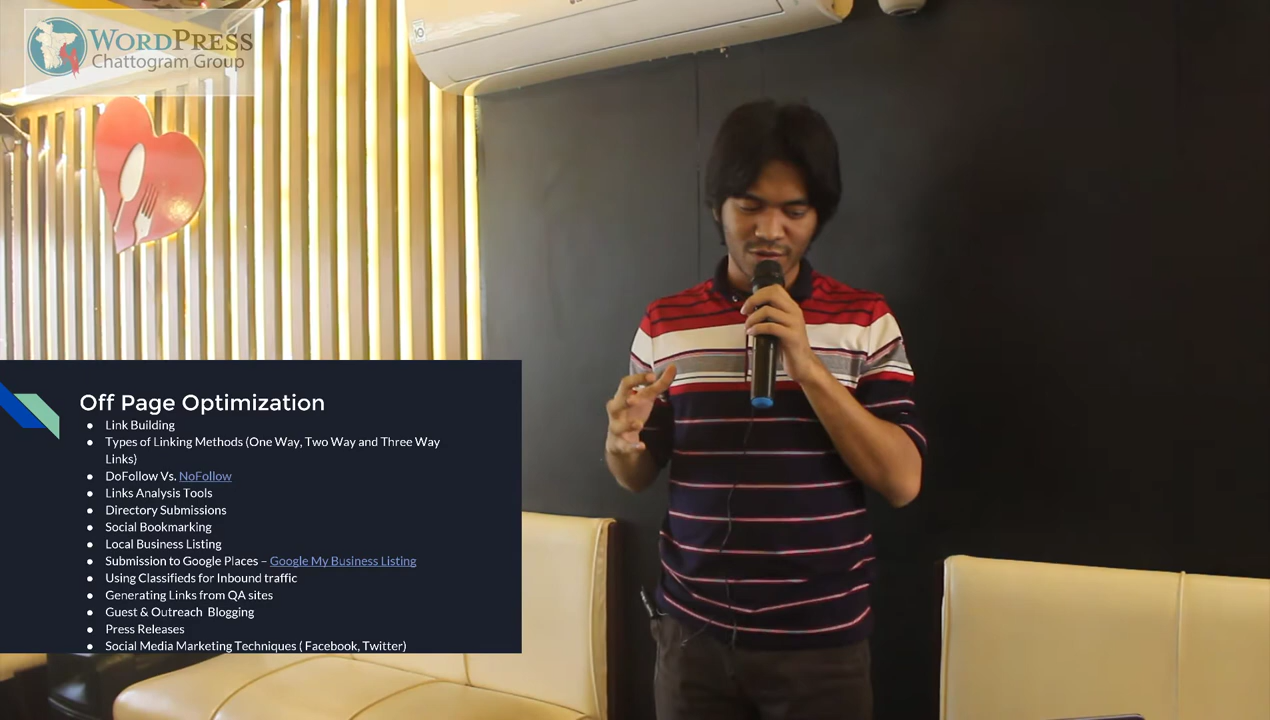 WORDPRESS
Chattogram Group
Off Page Optimization
● Link Building
● Types of Linking Methods (One Way, Two Way and Three Way
Links)
● DoFollow Vs. NoFollow
● Links Analysis Tools
● Directory Submissions
● Social Bookmarking
● Local Business Listing
● Submission to Google Places – Google My Business Listing
● Using Classifieds for Inbound traffic
● Generating Links from QA sites
● Guest & Outreach Blogging
● Press Releases
● Social Media Marketing Techniques ( Facebook, Twitter)